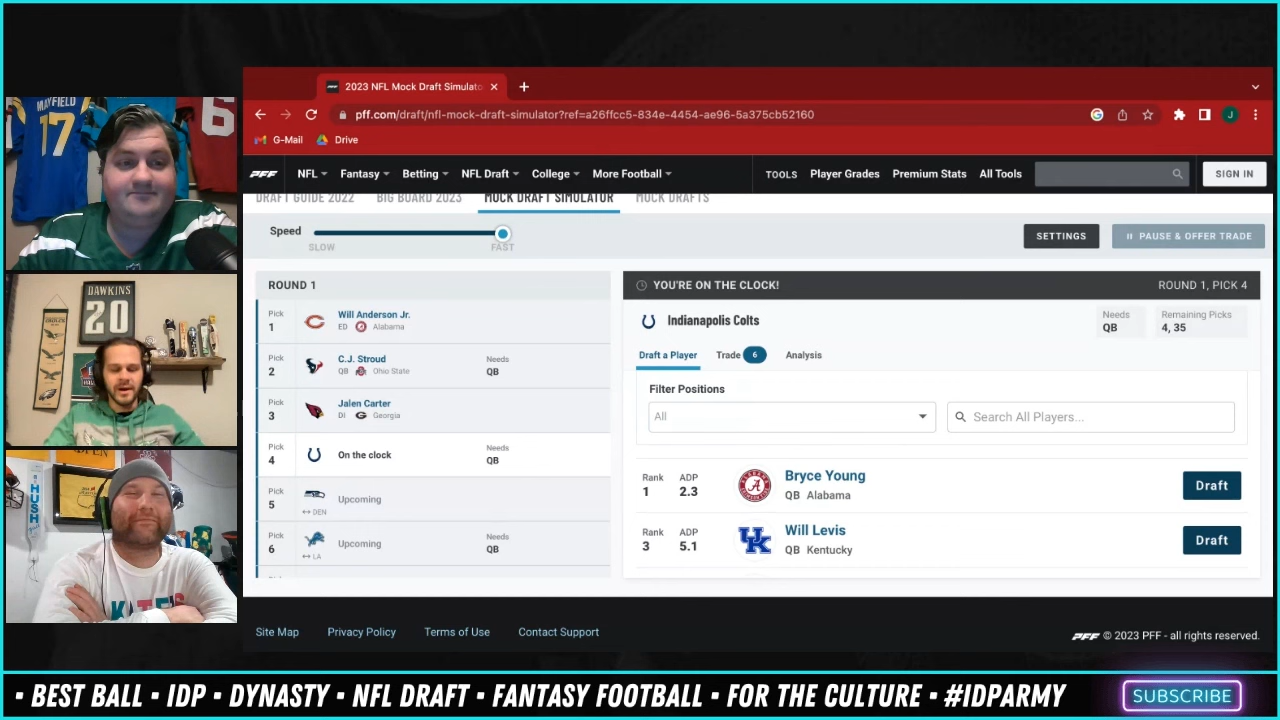 MAYFIELD
17
6
DAWKINS
20
HUSH
2023 NFL Mock Draft Simulato
pff.com/draft/nfl-mock-draft-simulator?ref=a26ffcc5-834e-4454-ae96-5a375cb52160
J
G-Mail
Drive
PFF
NFL
Fantasy
Betting
NFL Draft
College
More Football
TOOLS
Player Grades
Premium Stats
All Tools
SIGN IN
DRAFT GUIDE 2022
BIG BOARD 2023
MOCK DRAFT SIMULATOR
MOCK DRAFTS
Speed
SLOW
FAST
SETTINGS
PAUSE & OFFER TRADE
ROUND 1
Pick
1
Will Anderson Jr.
ED
Alabama
Pick
2
C.J. Stroud
QB
Ohio State
Needs
QB
Pick
3
Jalen Carter
DI
Georgia
Pick
4
On the clock
Needs
QB
Pick
5
↔ DEN
Upcoming
Pick
6
↔ LA
Upcoming
Needs
QB
YOU'RE ON THE CLOCK!
ROUND 1, PICK 4
Indianapolis Colts
Needs
QB
Remaining Picks
4, 35
Draft a Player
Trade 6
Analysis
Filter Positions
All
Search All Players...
Rank
1
ADP
2.3
Bryce Young
QB Alabama
Draft
Rank
3
ADP
5.1
Will Levis
QB Kentucky
Draft
Site Map
Privacy Policy
Terms of Use
Contact Support
PFF © 2023 PFF - all rights reserved.
• BEST BALL • IDP • DYNASTY • NFL DRAFT • FANTASY FOOTBALL • FOR THE CULTURE • #IDPARMY
SUBSCRIBE